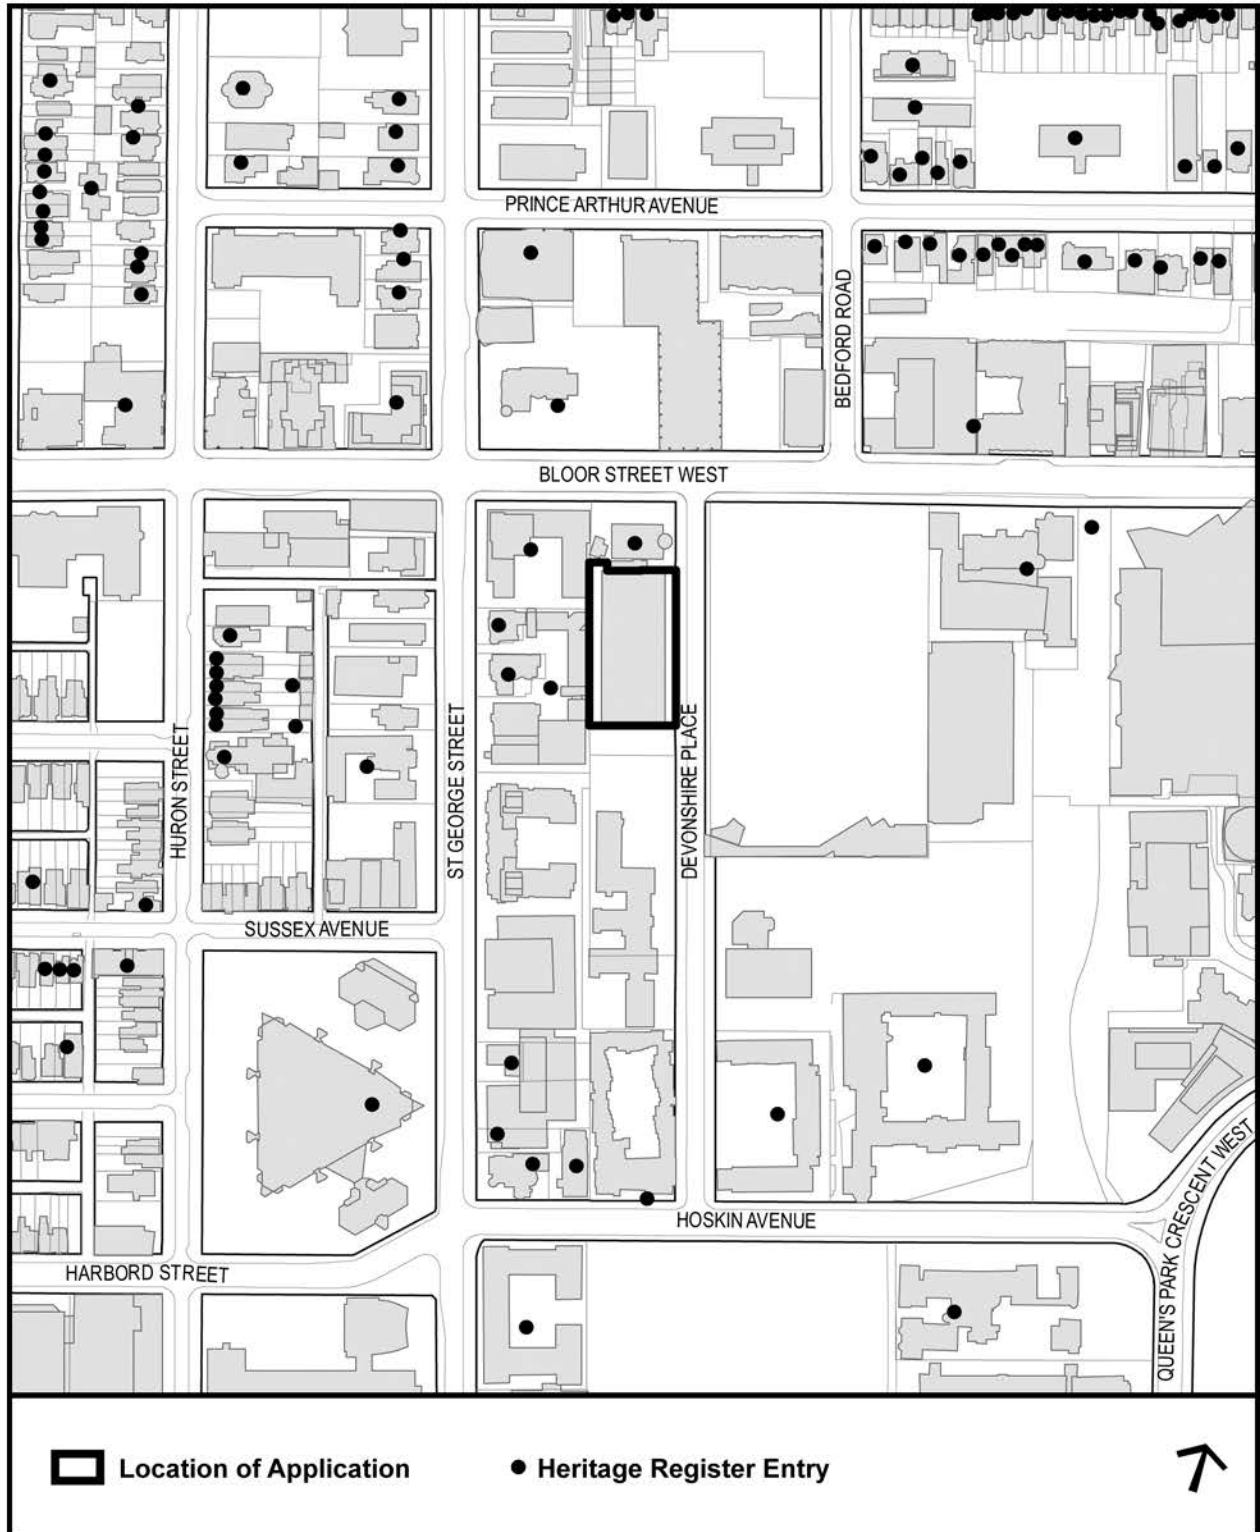 PRINCE ARTHUR AVENUE
BEDFORD ROAD
BLOOR STREET WEST
HURON STREET
ST GEORGE STREET
DEVONSHIRE PLACE
SUSSEX AVENUE
HOSKIN AVENUE
QUEEN'S PARK CRESCENT WEST
HARBORD STREET
Location of Application
Heritage Register Entry